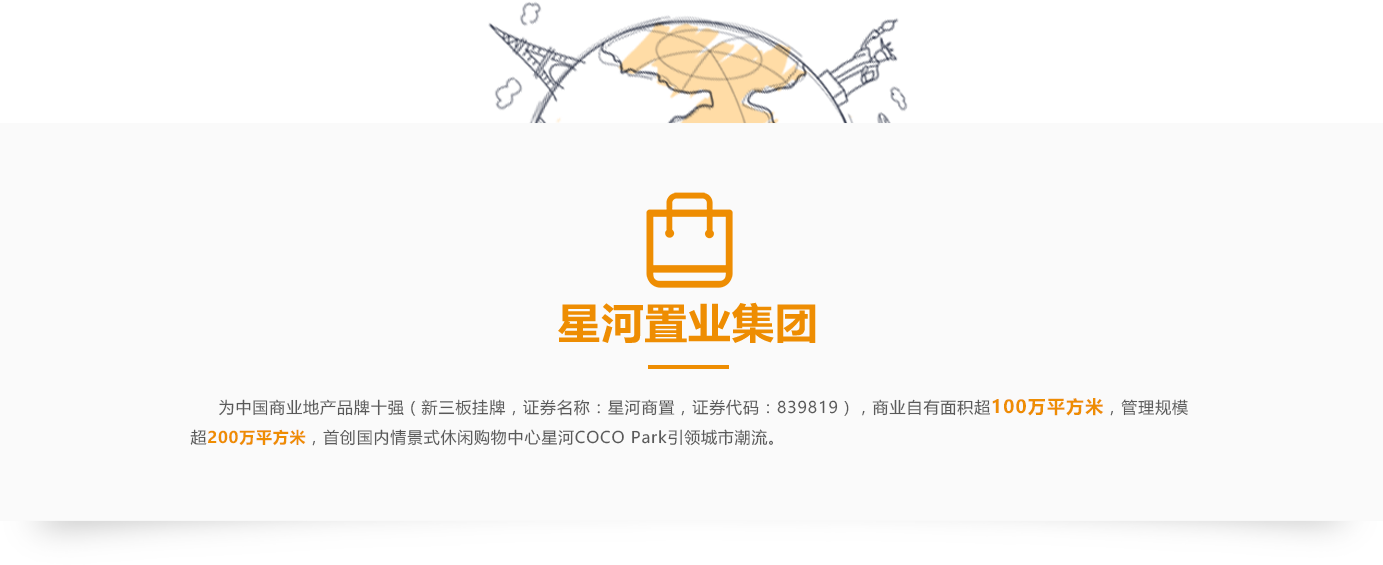 星河置业集团
为中国商业地产品牌十强（新三板挂牌，证券名称：星河商置，证券代码：839819），商业自有面积超100万平方米，管理规模
超200万平方米，首创国内情景式休闲购物中心星河COCO Park引领城市潮流。